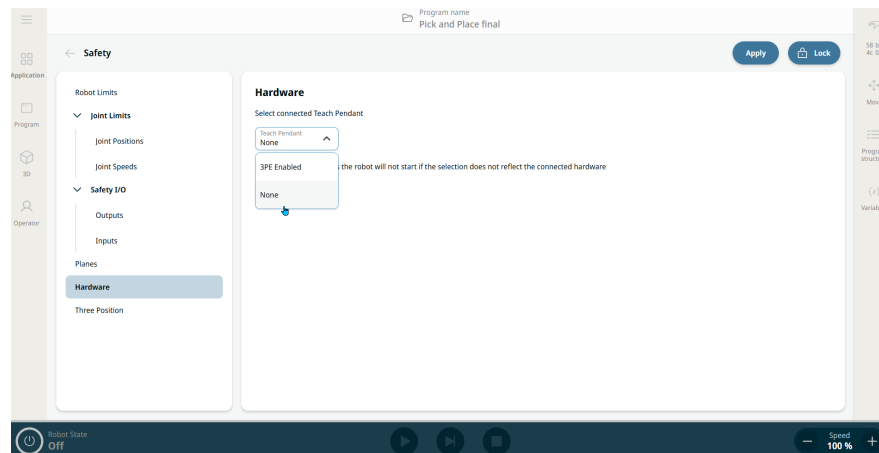 Program name
Pick and Place final
Safety
Apply
Lock
Application
Program
3D
Operator
Robot Limits
Joint Limits
Joint Positions
Joint Speeds
Safety I/O
Outputs
Inputs
Planes
Hardware
Three Position
Hardware
Select connected Teach Pendant
Teach Pendant
None
3PE Enabled
the robot will not start if the selection does not reflect the connected hardware
None
Robot State
Off
Speed
100 %